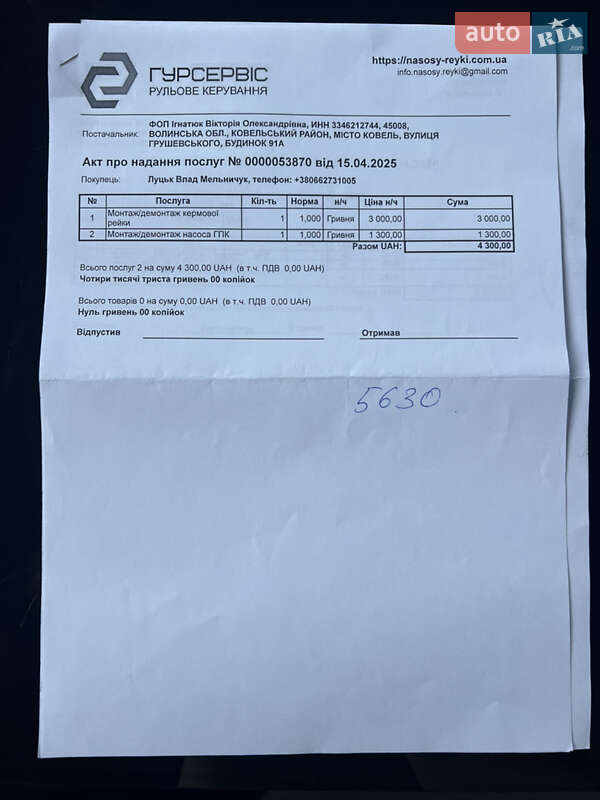 auto RIA .com
https://nasosy-reyki.com.ua
info.nasosy.reyki@gmail.com
ГУРСЕРВІС
РУЛЬОВЕ КЕРУВАННЯ
Постачальник: ФОП Ігнатюк Вікторія Олександрівна, ИНН 3346212744, 45008,
ВОЛИНСЬКА ОБЛ., КОВЕЛЬСЬКИЙ РАЙОН, МІСТО КОВЕЛЬ, ВУЛИЦЯ
ГРУШЕВСЬКОГО, БУДИНОК 91А
Акт про надання послуг № 0000053870 від 15.04.2025
Покупець: Луцьк Влад Мельничук, телефон: +380662731005
№ Послуга Кіл-ть Норма н/ч Ціна н/ч Сума
1 Монтаж/демонтаж кермової рейки 1 1,000 Гривня 3 000,00 3 000,00
2 Монтаж/демонтаж насоса ГПК 1 1,000 Гривня 1 300,00 1 300,00
Разом UAH: 4 300,00
Всього послуг 2 на суму 4 300,00 UAH (в т.ч. ПДВ 0,00 UAH)
Чотири тисячі триста гривень 00 копійок
Всього товарів 0 на суму 0,00 UAH (в т.ч. ПДВ 0,00 UAH)
Нуль гривень 00 копійок
Відпустив Отримав
5630